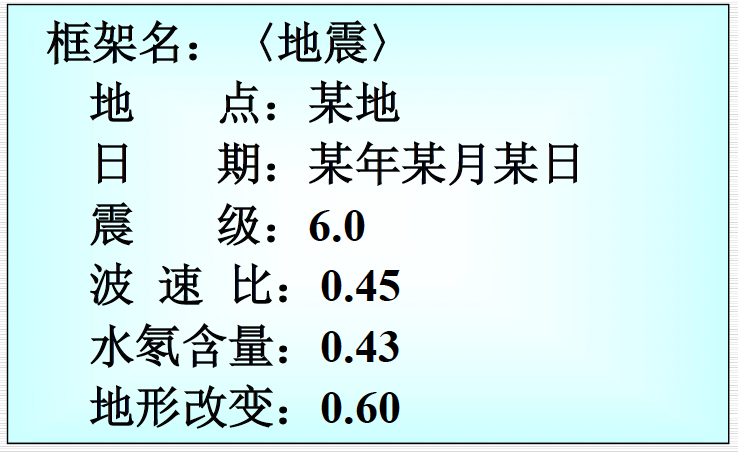 框架名：〈地震〉
地 点：某地
日 期：某年某月某日
震 级：6.0
波 速 比：0.45
水氡含量：0.43
地形改变：0.60